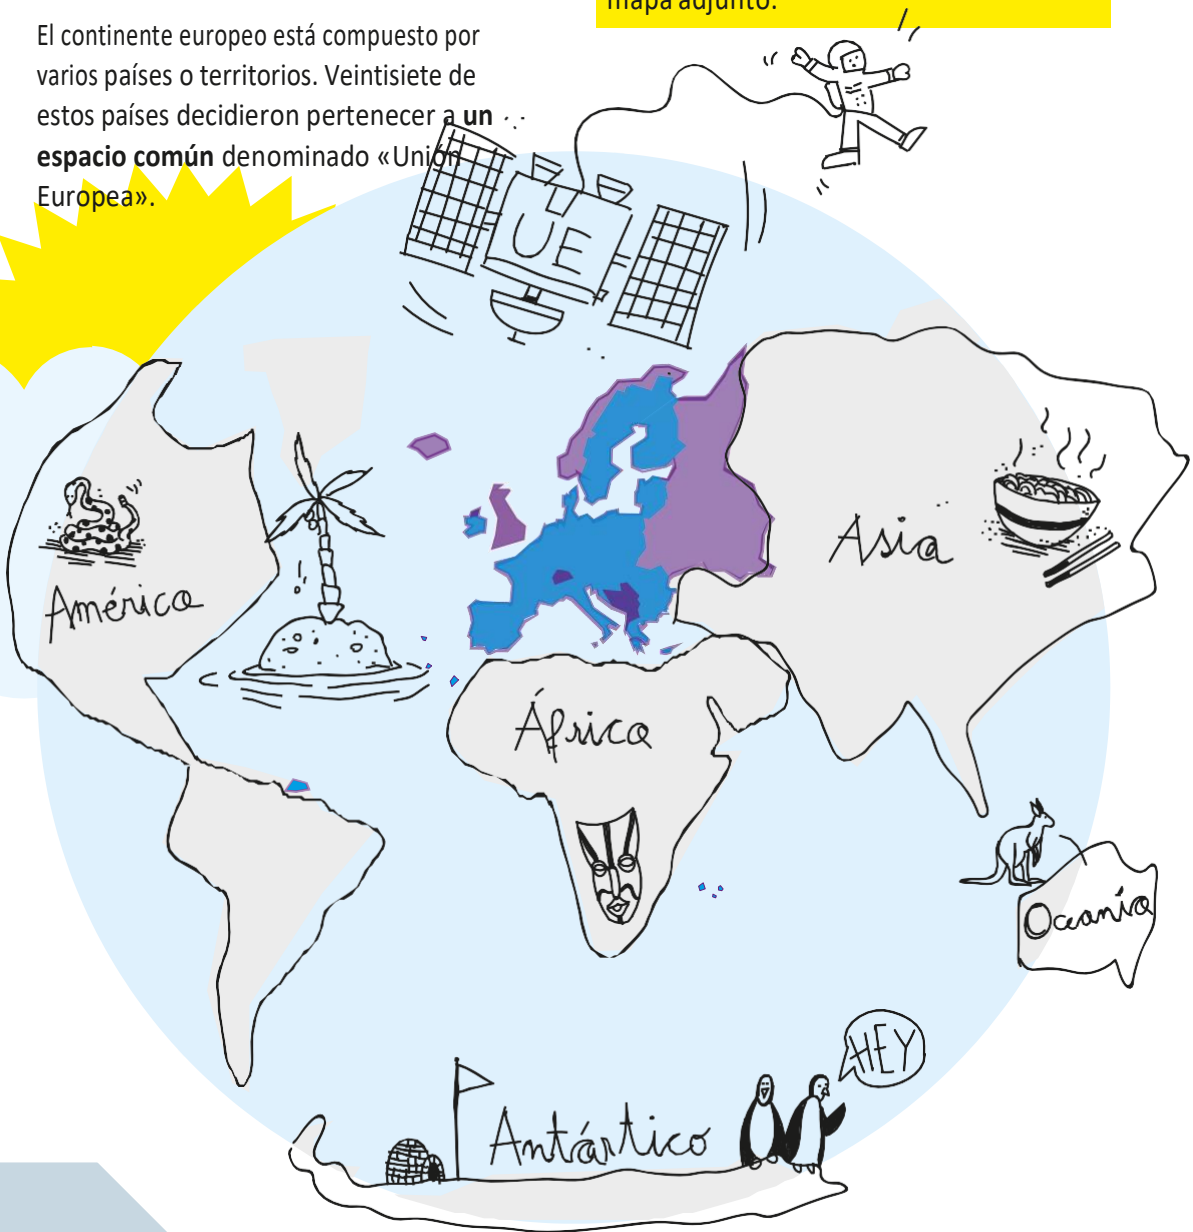 mapa adjunto.
El continente europeo está compuesto por
varios países o territorios. Veintisiete de
estos países decidieron pertenecer a un
espacio común denominado «Unión
Europea».
UE
Asia
América
África
Oceanía
HEY
Antártico